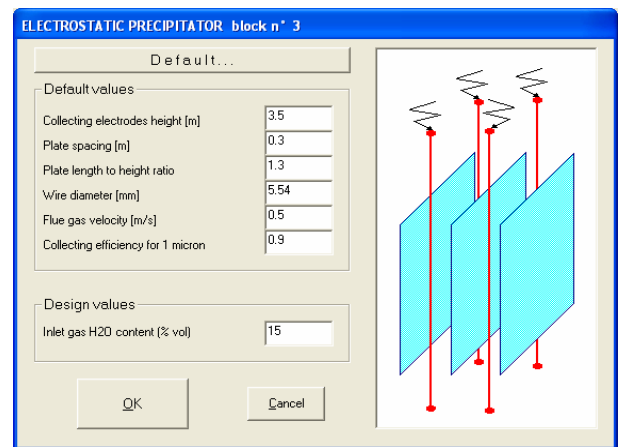 ELECTROSTATIC PRECIPITATOR block n° 3
Default...
Default values
Collecting electrodes height [m] 3.5
Plate spacing [m] 0.3
Plate length to height ratio 1.3
Wire diameter [mm] 5.54
Flue gas velocity [m/s] 0.5
Collecting efficiency for 1 micron 0.9
Design values
Inlet gas H2O content (% vol) 15
OK Cancel